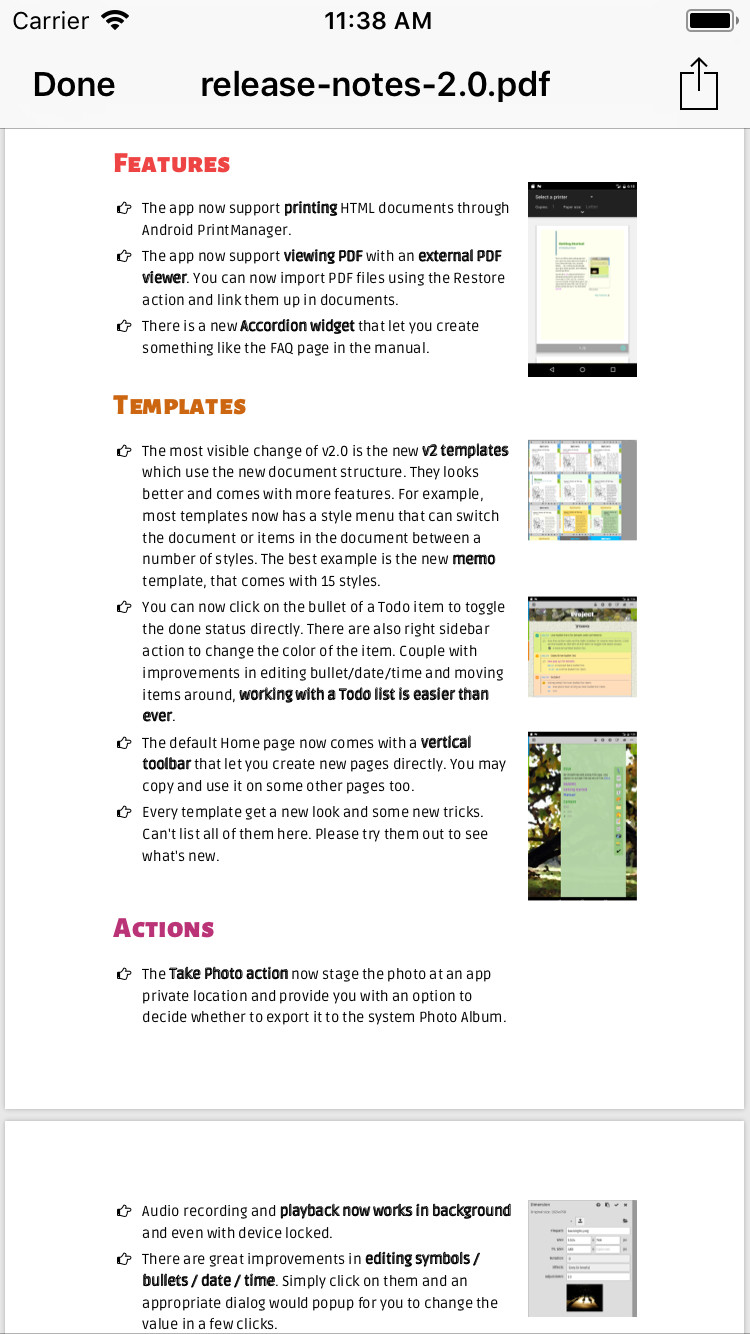 Carrier 11:38 AM
Done release-notes-2.0.pdf
FEATURES
The app now support printing HTML documents through
Android PrintManager.
The app now support viewing PDF with an external PDF
viewer. You can now import PDF files using the Restore
action and link them up in documents.
There is a new Accordion widget that let you create
something like the FAQ page in the manual.
Select a printer
TEMPLATES
The most visible change of v2.0 is the new v2 templates
which use the new document structure. They looks
better and comes with more features. For example,
most templates now has a style menu that can switch
the document or items in the document between a
number of styles. The best example is the new memo
template, that comes with 15 styles.
You can now click on the bullet of a Todo item to toggle
the done status directly. There are also right sidebar
action to change the color of the item. Couple with
improvements in editing bullet/date/time and moving
items around, working with a Todo list is easier than
ever.
Project
The default Home page now comes with a vertical
toolbar that let you create new pages directly. You may
copy and use it on some other pages too.
Every template get a new look and some new tricks.
Can't list all of them here. Please try them out to see
what's new.
ACTIONS
The Take Photo action now stage the photo at an app
private location and provide you with an option to
decide whether to export it to the system Photo Album.
Audio recording and playback now works in background
and even with device locked.
There are great improvements in editing symbols /
bullets / date / time. Simply click on them and an
appropriate dialog would popup for you to change the
value in a few clicks.
Dimension